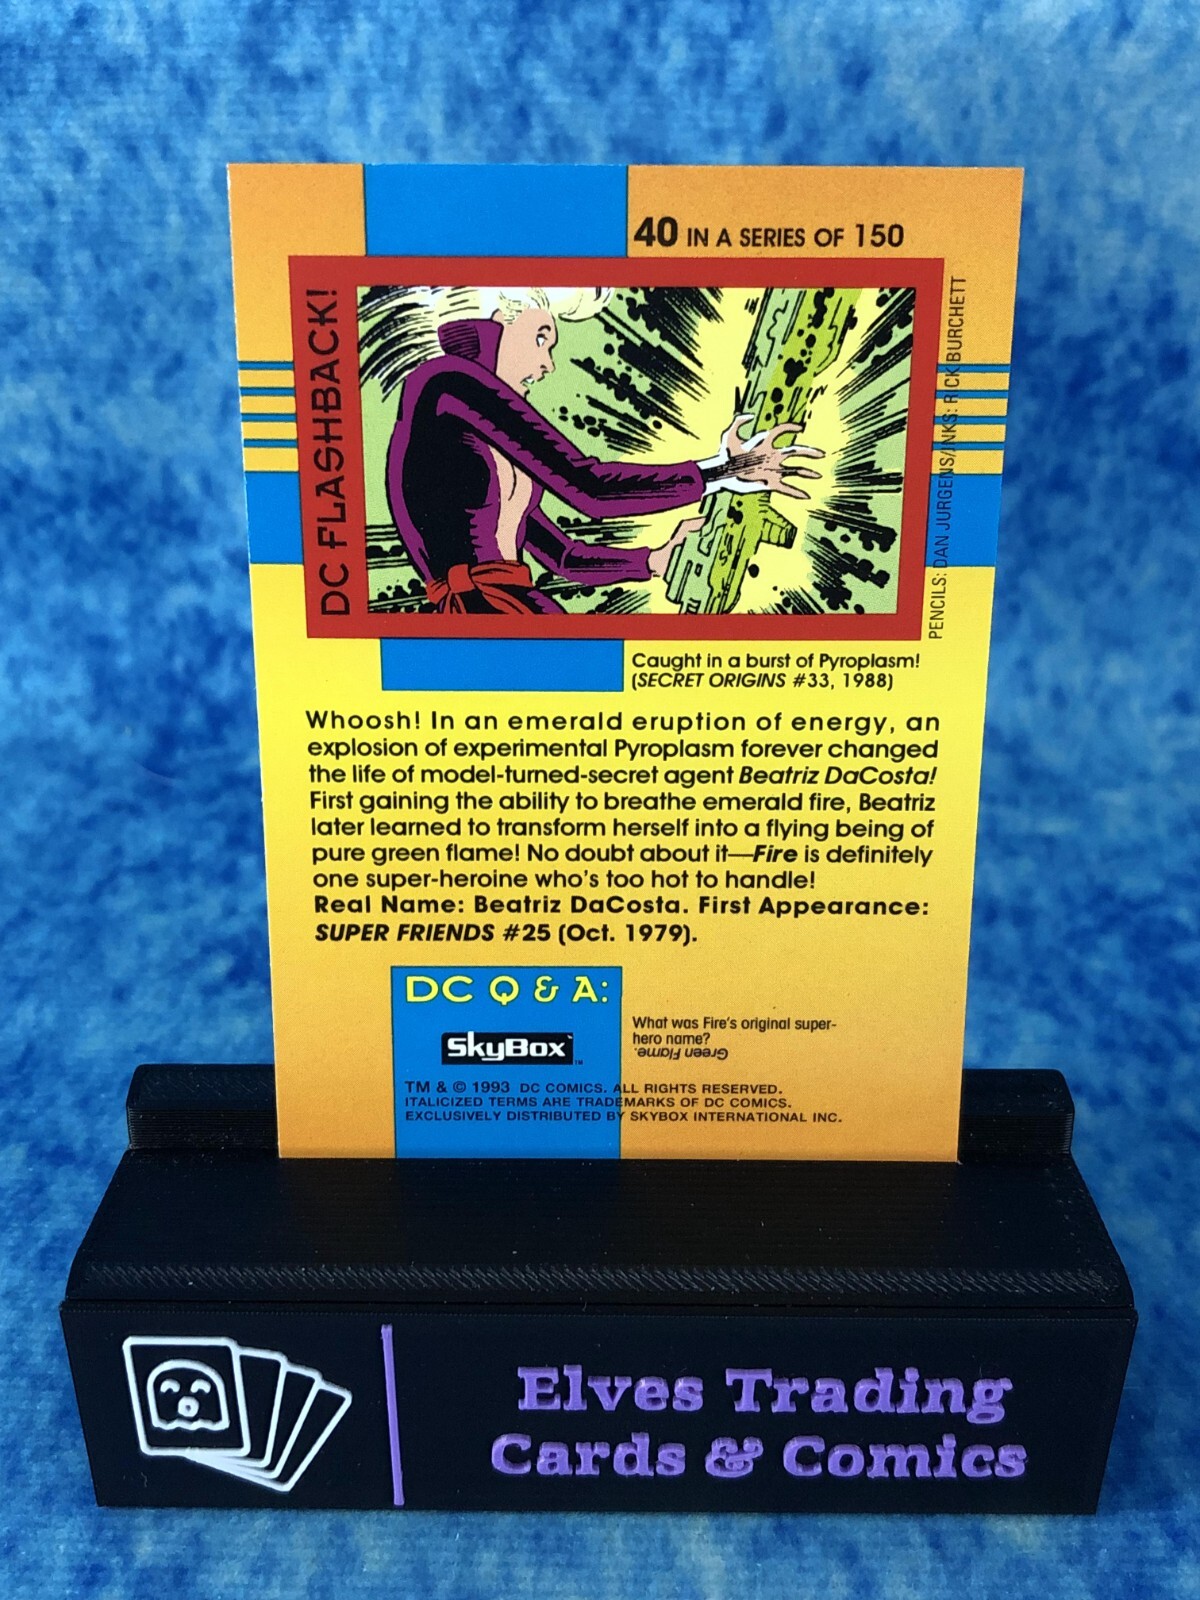 40 IN A SERIES OF 150
DC FLASHBACK!
PENCILS: DAN JURGENS/INKS: RICK BURCHETT
Caught in a burst of Pyroplasm!
(SECRET ORIGINS #33, 1988)
Whoosh! In an emerald eruption of energy, an
explosion of experimental Pyroplasm forever changed
the life of model-turned-secret agent Beatriz DaCosta!
First gaining the ability to breathe emerald fire, Beatriz
later learned to transform herself into a flying being of
pure green flame! No doubt about it—Fire is definitely
one super-heroine who's too hot to handle!
Real Name: Beatriz DaCosta. First Appearance:
SUPER FRIENDS #25 (Oct. 1979).
DC Q & A:
What was Fire's original super-
hero name?
Green Flame.
SkyBox™
TM & © 1993 DC COMICS. ALL RIGHTS RESERVED.
ITALICIZED TERMS ARE TRADEMARKS OF DC COMICS.
EXCLUSIVELY DISTRIBUTED BY SKYBOX INTERNATIONAL INC.
Elves Trading
Cards & Comics